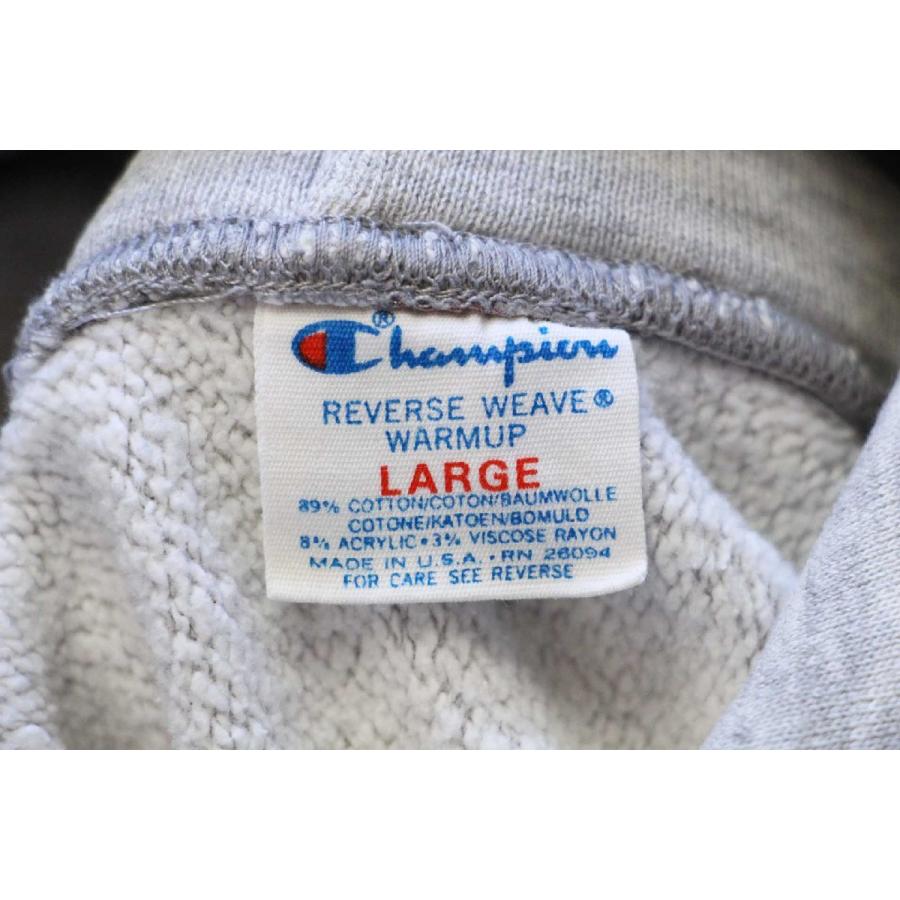 Champion®
REVERSE WEAVE®
WARMUP
LARGE
89% COTTON/COTON/BAUMWOLLE
COTONE/KATOEN/BOMULD
8% ACRYLIC • 3% VISCOSE RAYON
MADE IN U.S.A. • RN 26094
FOR CARE SEE REVERSE